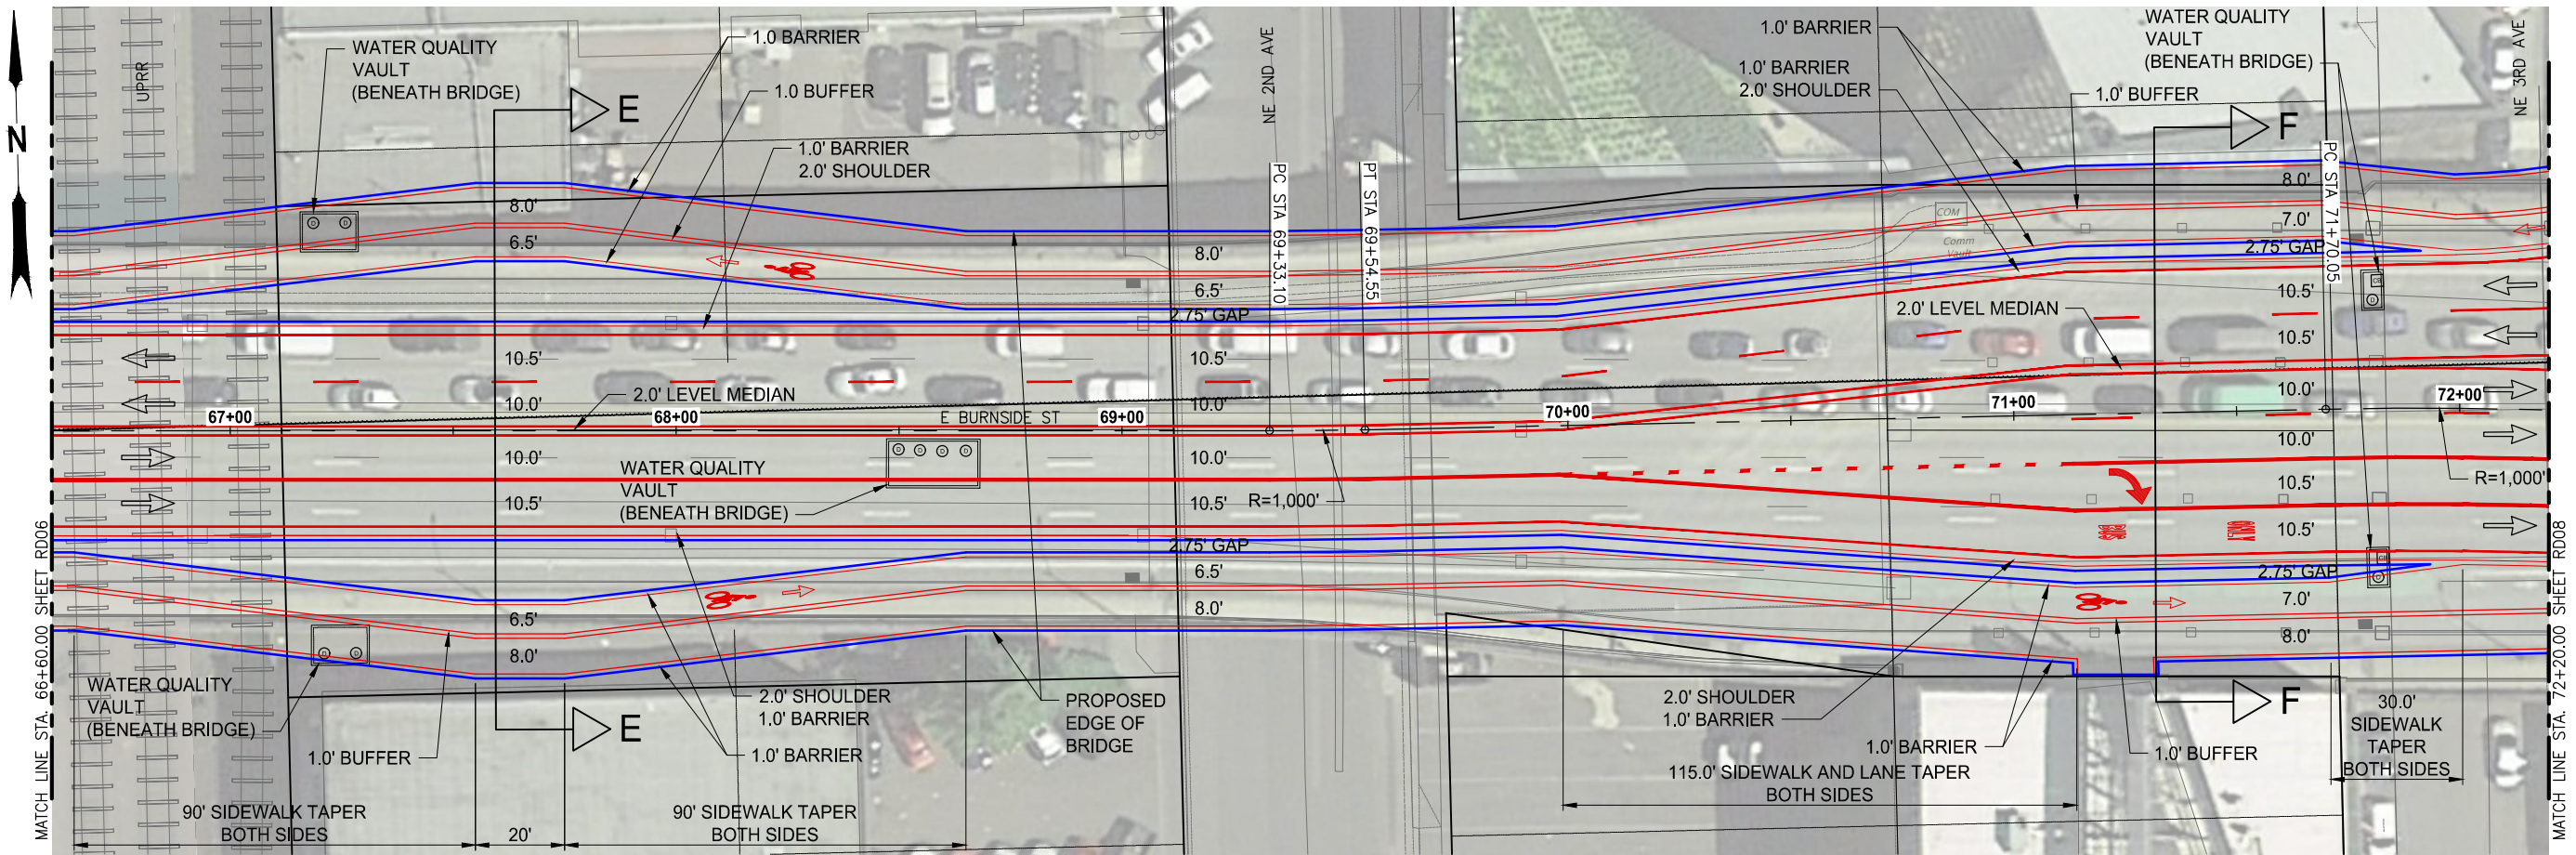 N
MATCH LINE STA. 66+60.00 SHEET RD06
UPRR
WATER QUALITY
VAULT
(BENEATH BRIDGE)
E
1.0 BARRIER
1.0 BUFFER
1.0' BARRIER
2.0' SHOULDER
NE 2ND AVE
PC STA 69+33.10
PT STA 69+54.55
1.0' BARRIER
1.0' BARRIER
2.0' SHOULDER
WATER QUALITY
VAULT
(BENEATH BRIDGE)
1.0' BUFFER
F
PC STA 71+70.05
NE 3RD AVE
8.0'
6.5'
8.0'
6.5'
2.75' GAP
10.5'
10.0'
10.5'
10.0'
COM
Comm
Vault
8.0'
7.0'
2.75' GAP
10.5'
10.5'
2.0' LEVEL MEDIAN
10.0'
2.0' LEVEL MEDIAN
67+00
68+00
E BURNSIDE ST
69+00
70+00
71+00
72+00
10.0'
10.5'
WATER QUALITY
VAULT
(BENEATH BRIDGE)
D D D D
10.0'
10.5'
R=1,000'
10.0'
10.5'
R=1,000'
BUS
ONLY
10.5'
2.75' GAP
6.5'
8.0'
2.75' GAP
7.0'
8.0'
6.5'
8.0'
WATER QUALITY
VAULT
(BENEATH BRIDGE)
1.0' BUFFER
E
2.0' SHOULDER
1.0' BARRIER
1.0' BARRIER
PROPOSED
EDGE OF
BRIDGE
2.0' SHOULDER
1.0' BARRIER
1.0' BARRIER
1.0' BUFFER
F
30.0'
SIDEWALK
TAPER
BOTH SIDES
115.0' SIDEWALK AND LANE TAPER
BOTH SIDES
90' SIDEWALK TAPER
BOTH SIDES
20'
90' SIDEWALK TAPER
BOTH SIDES
MATCH LINE STA. 72+20.00 SHEET RD08